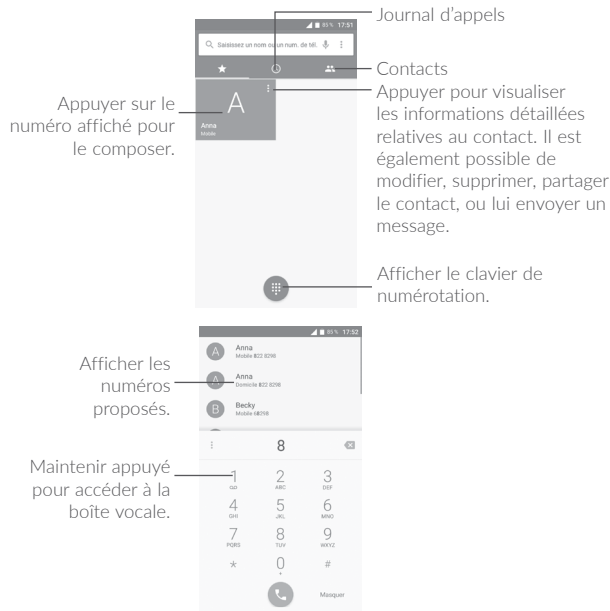 Journal d'appels
83 % 17:51
Saisissez un nom ou un num. de tél.
Contacts
Appuyer pour visualiser
les informations détaillées
relatives au contact. Il est
également possible de
modifier, supprimer, partager
le contact, ou lui envoyer un
message.
Appuyer sur le
numéro affiché pour
le composer.
A
Anna
Mobile
Afficher le clavier de
numérotation.
83 % 17:52
A
Anna
Mobile 822 8298
Afficher les
numéros
proposés.
A
Anna
Domicile 822 8298
B
Becky
Mobile 68298
8
Maintenir appuyé
pour accéder à la
boîte vocale.
1 2 3
ABC DEF
4 5 6
GHI JKL MNO
7 8 9
PQRS TUV WXYZ
* 0 #
+
Masquer